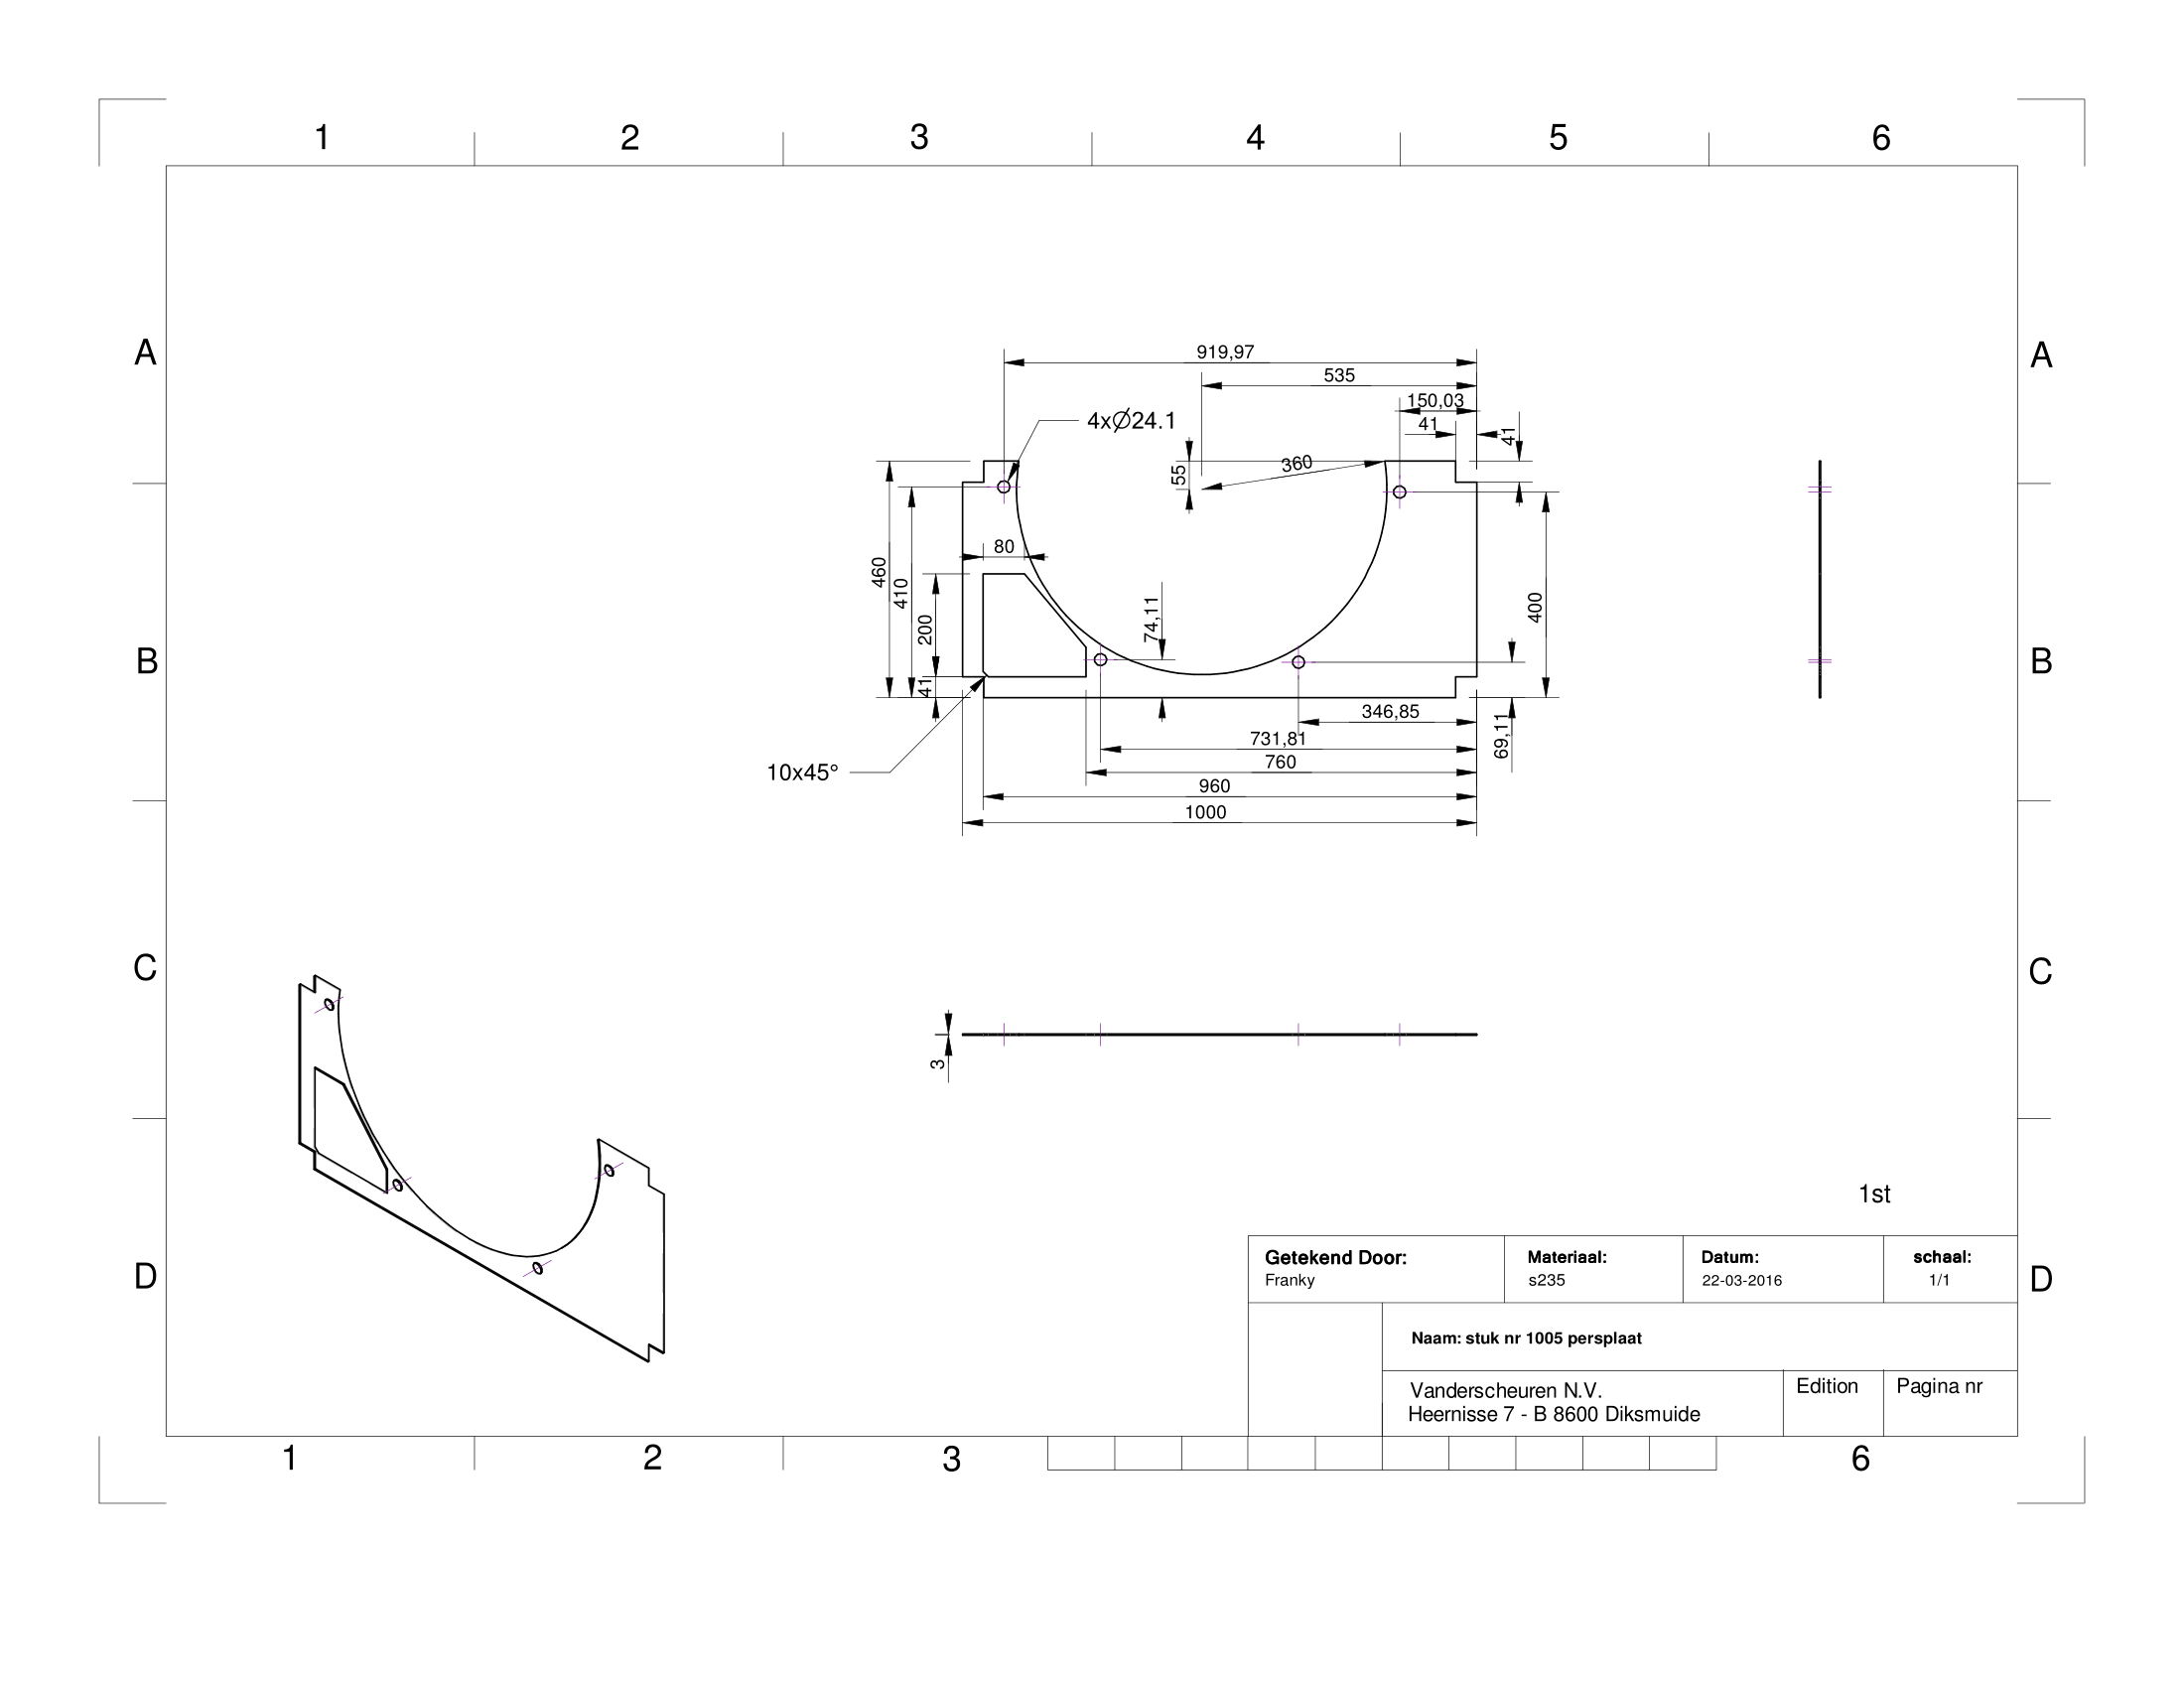 1 2 3 4 5 6
A A
919,97
535
150,03
4xØ24.1
41
41
360
55
80
460
410
200
41
74,11
400
B B
346,85
69,11
731,81
760
10x45°
960
1000
C C
3
1st
Getekend Door: Materiaal: Datum: schaal:
Franky s235 22-03-2016 1/1
D D
Naam: stuk nr 1005 persplaat
Vanderscheuren N.V. Edition Pagina nr
Heernisse 7 - B 8600 Diksmuide
1 2 3 6